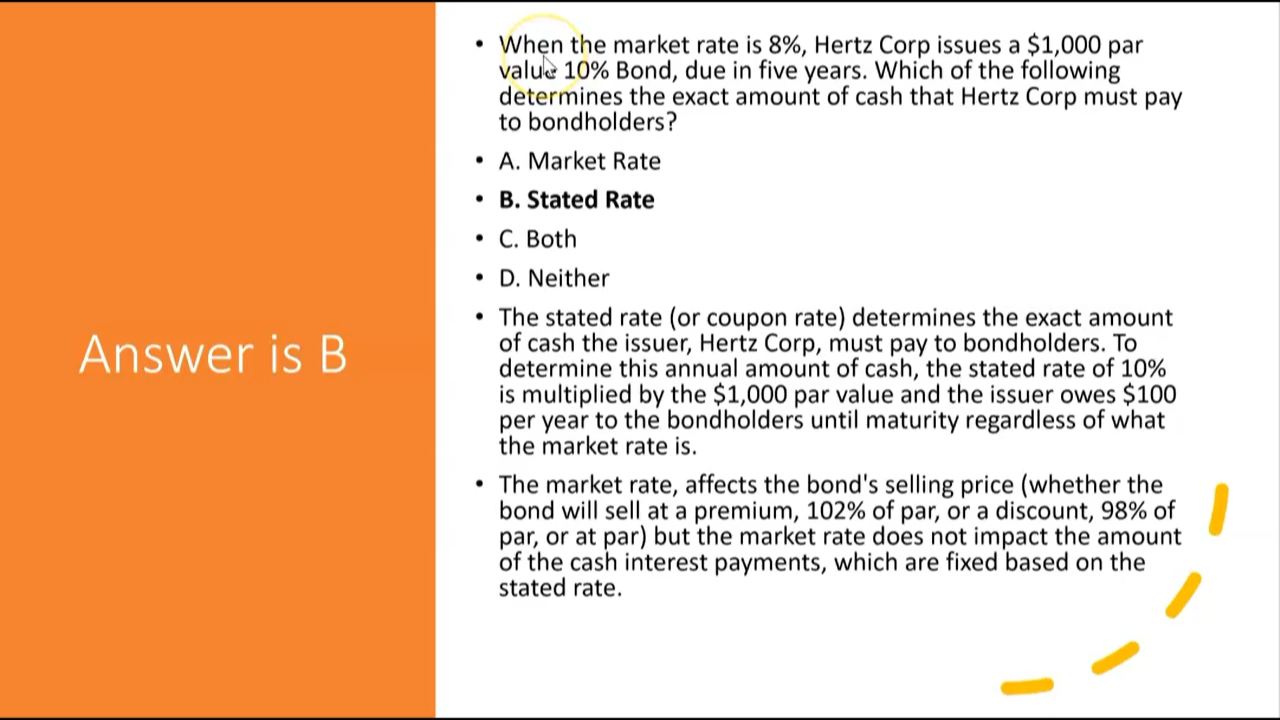 Answer is B
• When the market rate is 8%, Hertz Corp issues a $1,000 par
value 10% Bond, due in five years. Which of the following
determines the exact amount of cash that Hertz Corp must pay
to bondholders?
• A. Market Rate
• B. Stated Rate
• C. Both
• D. Neither
• The stated rate (or coupon rate) determines the exact amount
of cash the issuer, Hertz Corp, must pay to bondholders. To
determine this annual amount of cash, the stated rate of 10%
is multiplied by the $1,000 par value and the issuer owes $100
per year to the bondholders until maturity regardless of what
the market rate is.
• The market rate, affects the bond's selling price (whether the
bond will sell at a premium, 102% of par, or a discount, 98% of
par, or at par) but the market rate does not impact the amount
of the cash interest payments, which are fixed based on the
stated rate.